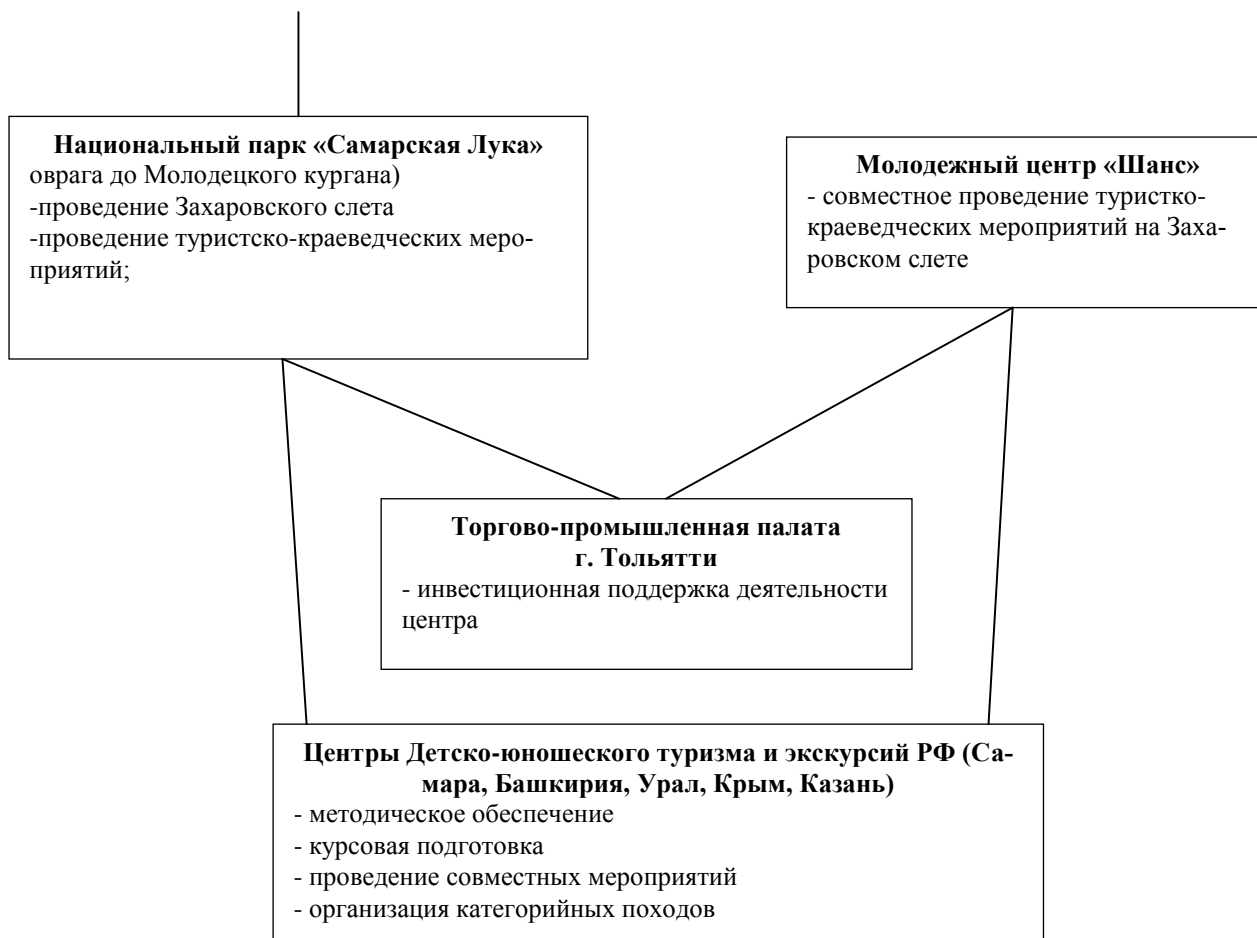 Национальный парк «Самарская Лука»
оврага до Молодецкого кургана)
-проведение Захаровского слета
-проведение туристско-краеведческих меро-
приятий;
Молодежный центр «Шанс»
- совместное проведение туристко-
краеведческих мероприятий на Заха-
ровском слете
Торгово-промышленная палата
г. Тольятти
- инвестиционная поддержка деятельности
центра
Центры Детско-юношеского туризма и экскурсий РФ (Са-
мара, Башкирия, Урал, Крым, Казань)
- методическое обеспечение
- курсовая подготовка
- проведение совместных мероприятий
- организация категорийных походов